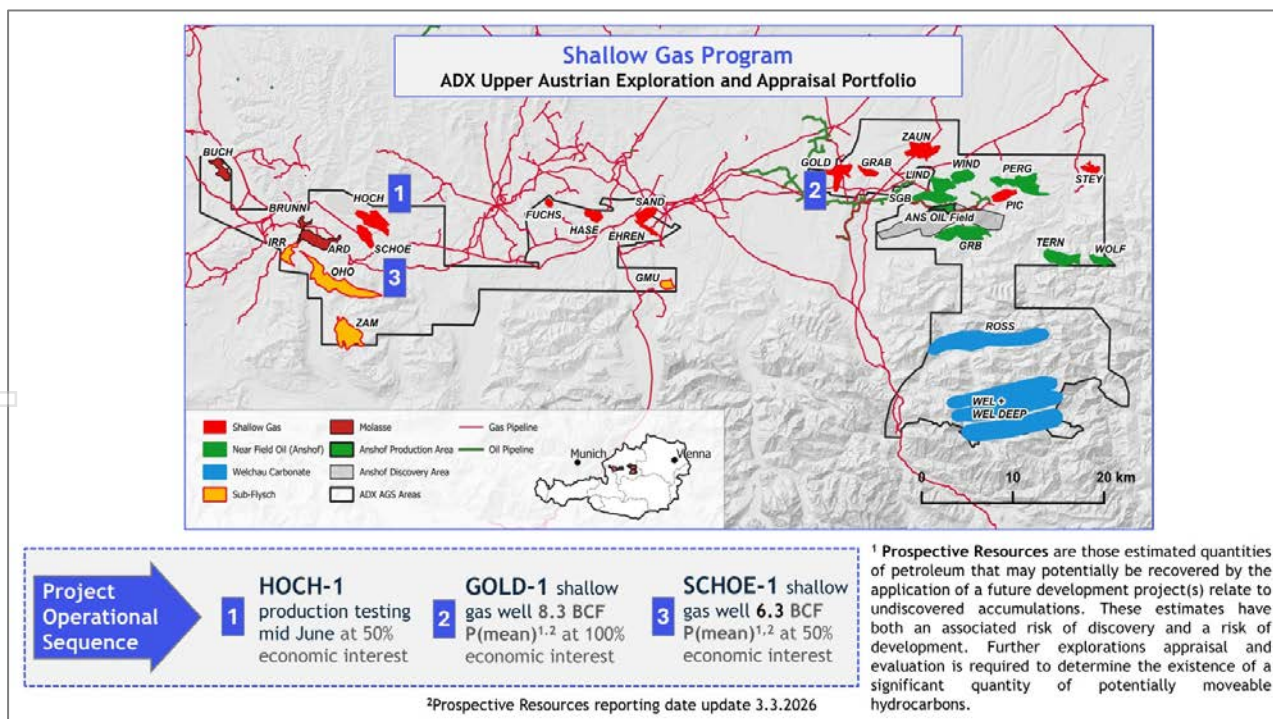 Shallow Gas Program
ADX Upper Austrian Exploration and Appraisal Portfolio
BUCH
BRUNN
HOCH
1
IRR
ARD
SCHOE
OHO
3
ZAM
FUCHS
HASE
SAND
EHREN
GMU
GOLD
2
GRAB
ZAUN
LIND
WIND
PERG
STEY
SGB
PIC
ANS OIL Field
GRB
TERN
WOLF
ROSS
WEL +
WEL DEEP
0 10 20 km
Shallow Gas
Molasse
Gas Pipeline
Near Field Oil (Anshof)
Anshof Production Area
Oil Pipeline
Welchau Carbonate
Anshof Discovery Area
Sub-Flysch
ADX AGS Areas
Munich
Vienna
Project
Operational
Sequence
1
HOCH-1
production testing
mid June at 50%
economic interest
2
GOLD-1 shallow
gas well 8.3 BCF
P(mean)1,2 at 100%
economic interest
3
SCHOE-1 shallow
gas well 6.3 BCF
P(mean)1,2 at 50%
economic interest
2Prospective Resources reporting date update 3.3.2026
1 Prospective Resources are those estimated quantities
of petroleum that may potentially be recovered by the
application of a future development project(s) relate to
undiscovered accumulations. These estimates have
both an associated risk of discovery and a risk of
development. Further explorations appraisal and
evaluation is required to determine the existence of a
significant quantity of potentially moveable
hydrocarbons.